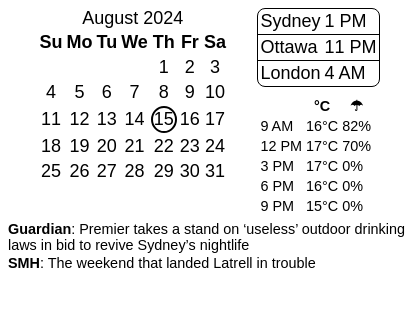 August 2024
Su Mo Tu We Th Fr Sa
1 2 3
4 5 6 7 8 9 10
11 12 13 14 15 16 17
18 19 20 21 22 23 24
25 26 27 28 29 30 31
Sydney 1 PM
Ottawa 11 PM
London 4 AM
°C ☂
9 AM 16°C 82%
12 PM 17°C 70%
3 PM 17°C 0%
6 PM 16°C 0%
9 PM 15°C 0%
Guardian: Premier takes a stand on ‘useless’ outdoor drinking
laws in bid to revive Sydney’s nightlife
SMH: The weekend that landed Latrell in trouble